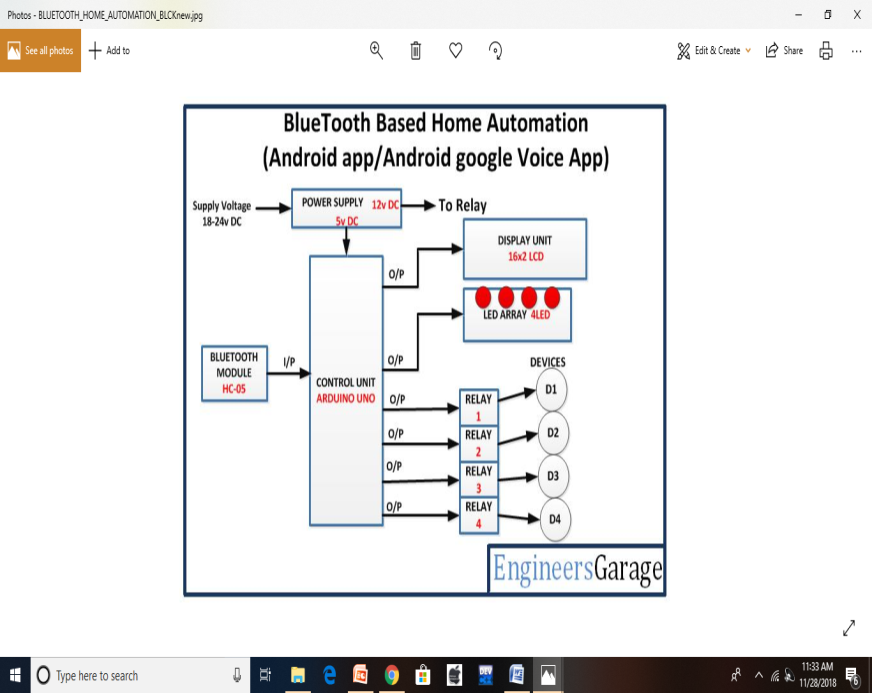 Photos - BLUETOOTH_HOME_AUTOMATION_BLCKnew.jpg
See all photos
Add to
Edit & Create
Share
BlueTooth Based Home Automation
(Android app/Android google Voice App)
Supply Voltage
18-24v DC
POWER SUPPLY 12v DC
5v DC
To Relay
DISPLAY UNIT
16x2 LCD
O/P
LED ARRAY 4LED
BLUETOOTH
MODULE
HC-05
I/P
CONTROL UNIT
ARDUINO UNO
O/P
DEVICES
O/P
RELAY
1
D1
O/P
RELAY
2
D2
O/P
RELAY
3
D3
O/P
RELAY
4
D4
EngineersGarage
Type here to search
DEV
11:33 AM
11/28/2018
6